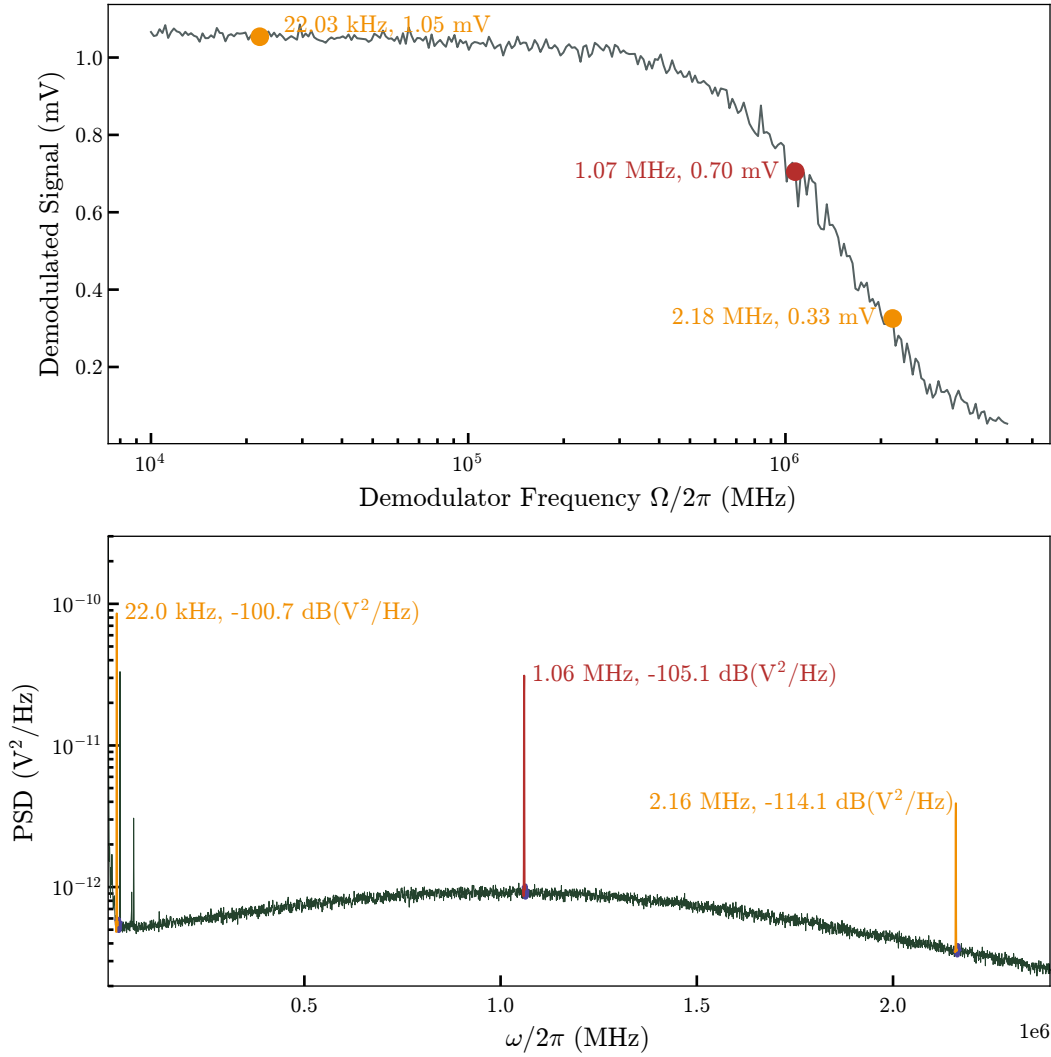 22.03 kHz, 1.05 mV
1.0
0.8
1.07 MHz, 0.70 mV
0.6
0.4
2.18 MHz, 0.33 mV
0.2
Demodulated Signal (mV)
10⁴
10⁵
10⁶
Demodulator Frequency Ω/2π (MHz)
10⁻¹⁰
22.0 kHz, -100.7 dB(V²/Hz)
1.06 MHz, -105.1 dB(V²/Hz)
10⁻¹¹
2.16 MHz, -114.1 dB(V²/Hz)
10⁻¹²
PSD (V²/Hz)
0.5
1.0
1.5
2.0
1e6
ω/2π (MHz)